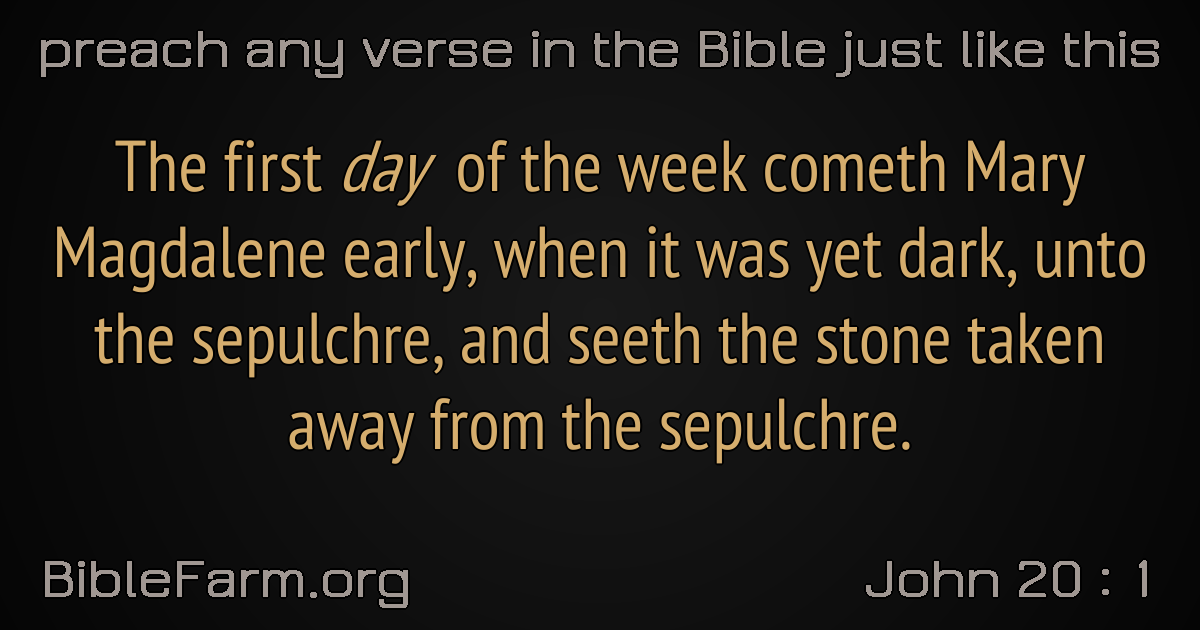 preach any verse in the Bible just like this
The first day of the week cometh Mary
Magdalene early, when it was yet dark, unto
the sepulchre, and seeth the stone taken
away from the sepulchre.
BibleFarm.org
John 20 : 1